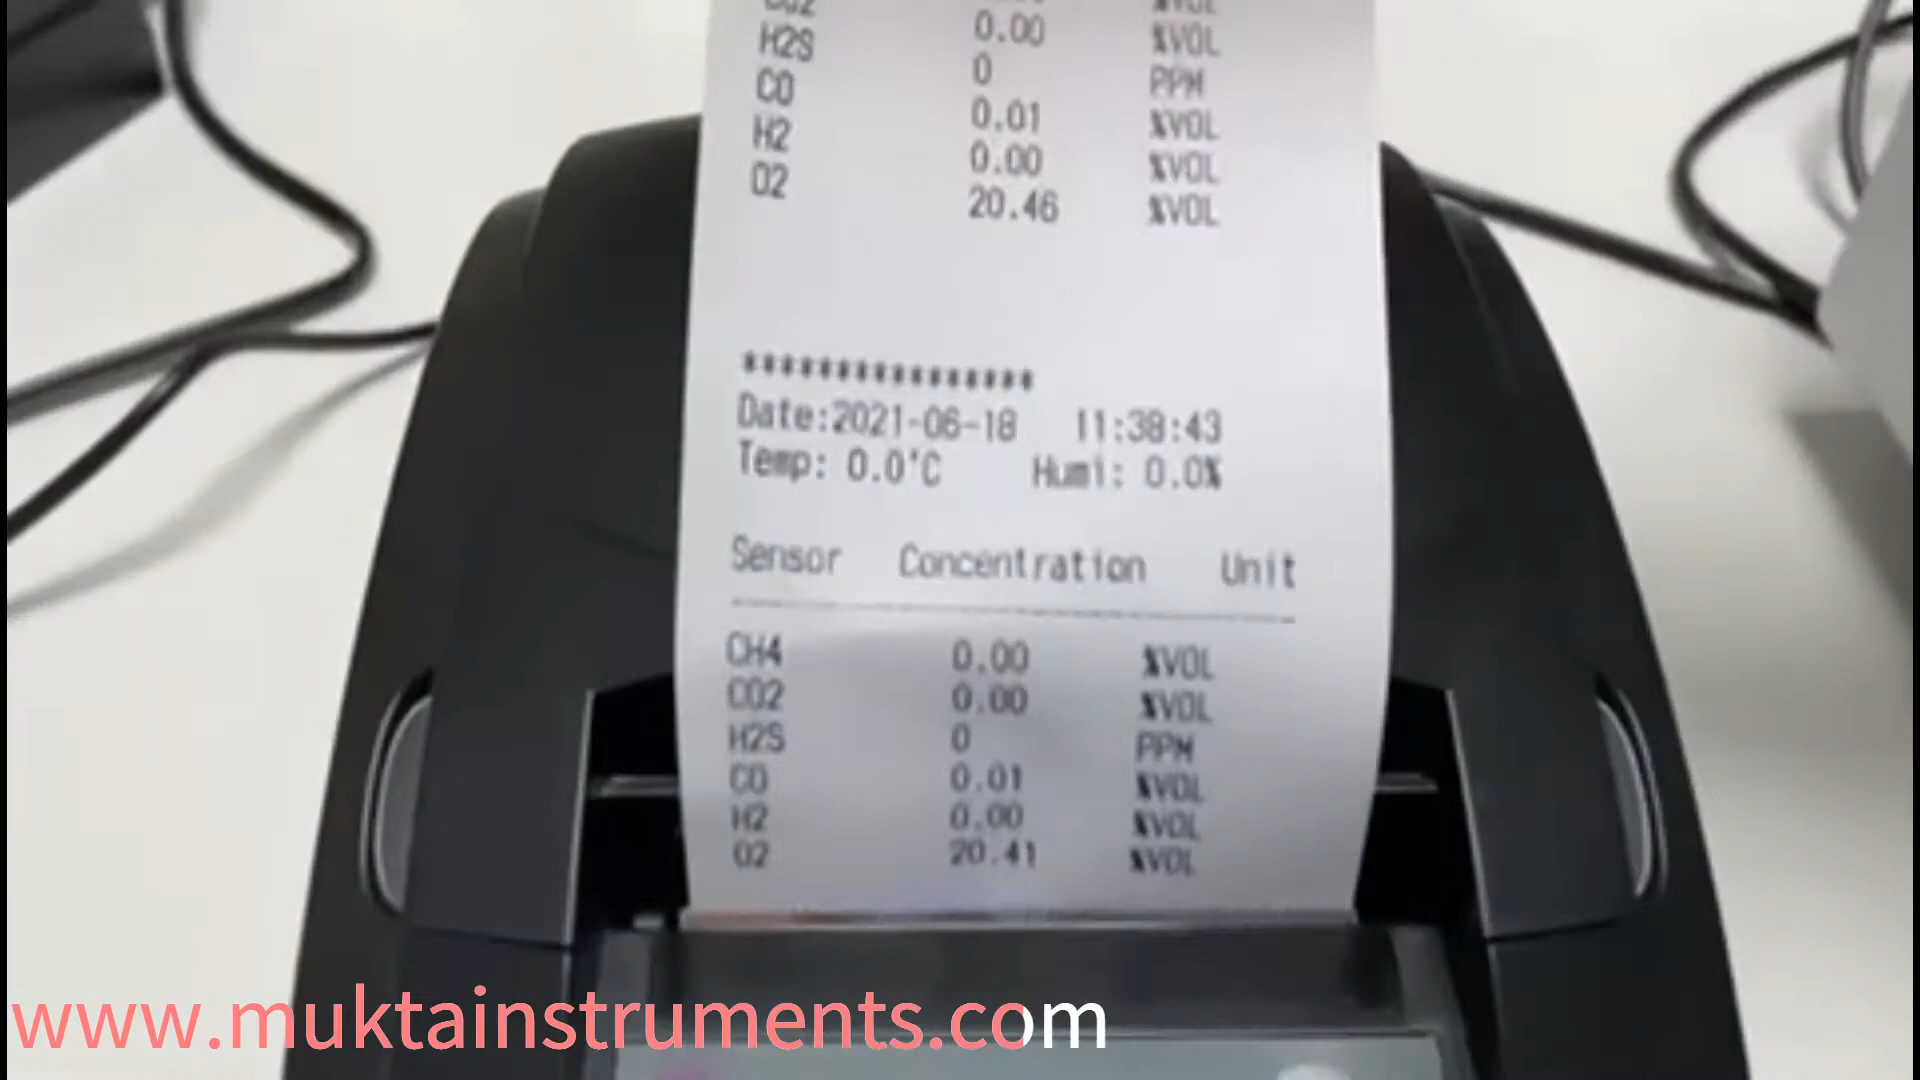 CO2 %VOL
H2S 0.00 %VOL
CO 0 PPM
H2 0.01 %VOL
O2 0.00 %VOL
20.46 %VOL
****************
Date:2021-06-18 11:38:43
Temp: 0.0'C Humi: 0.0%
Sensor Concentration Unit
CH4 0.00 %VOL
CO2 0.00 %VOL
H2S 0 PPM
CO 0.01 %VOL
H2 0.00 %VOL
O2 20.41 %VOL
www.muktainstruments.com